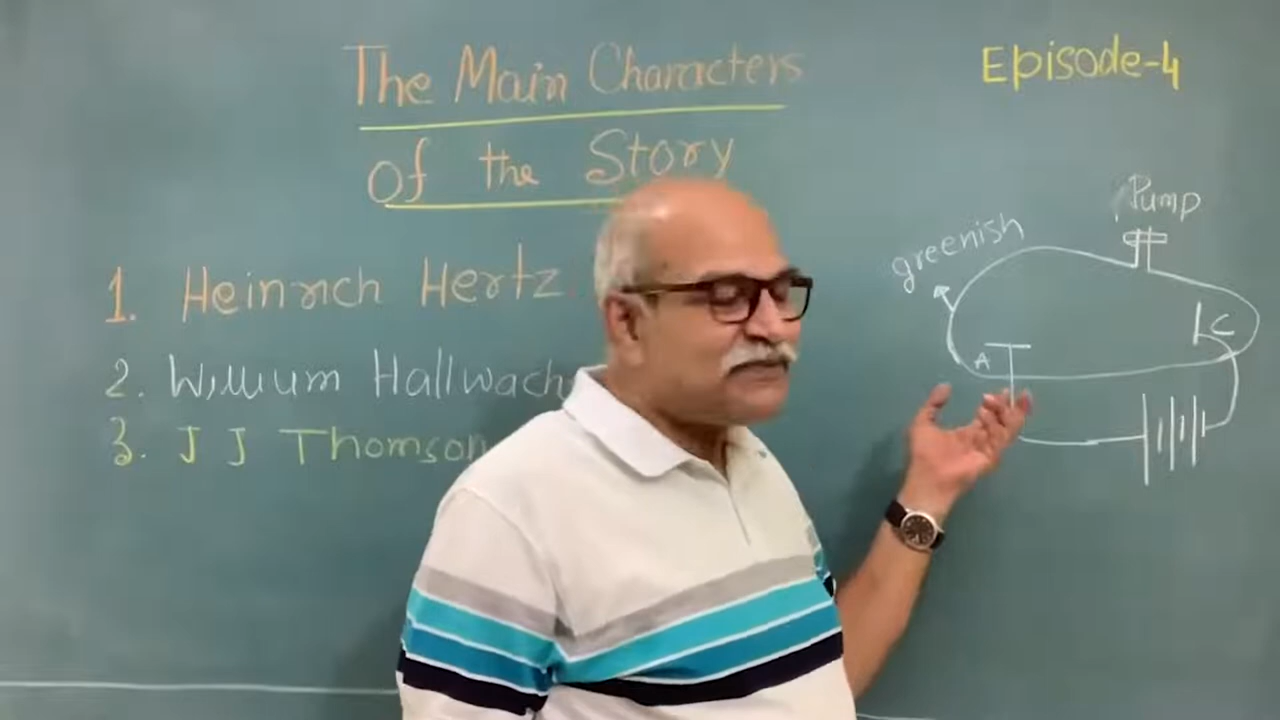 The Main Characters
of the Story
Episode-4
1. Heinrich Hertz
2. William Hallwach
3. J J Thomson
Pump
greenish
C
A